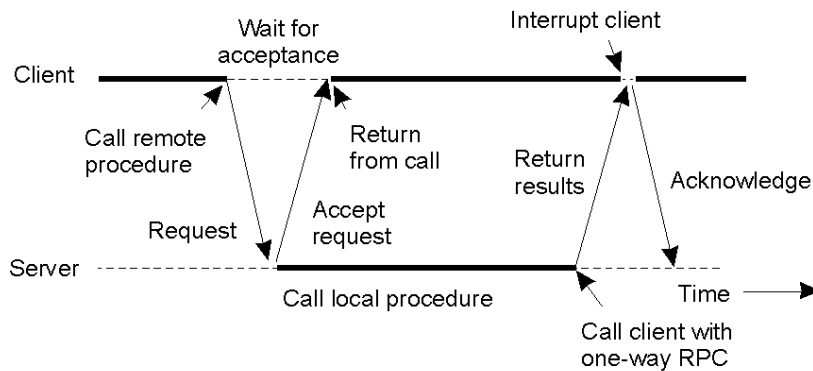 Interrupt client
Wait for
acceptance
Client
Call remote
procedure
Return
from call
Return
results
Acknowledge
Request
Accept
request
Server
Call local procedure
Time
Call client with
one-way RPC